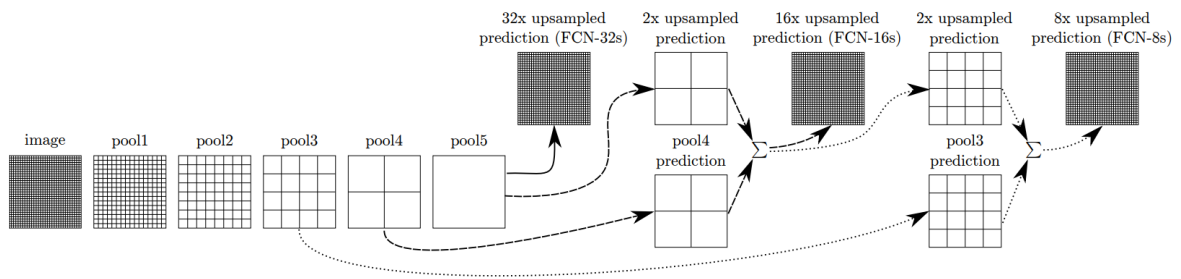 32x upsampled
prediction (FCN-32s)
2x upsampled
prediction
16x upsampled
prediction (FCN-16s)
2x upsampled
prediction
8x upsampled
prediction (FCN-8s)
image
pool1
pool2
pool3
pool4
pool5
pool4
prediction
∑
pool3
prediction
∑